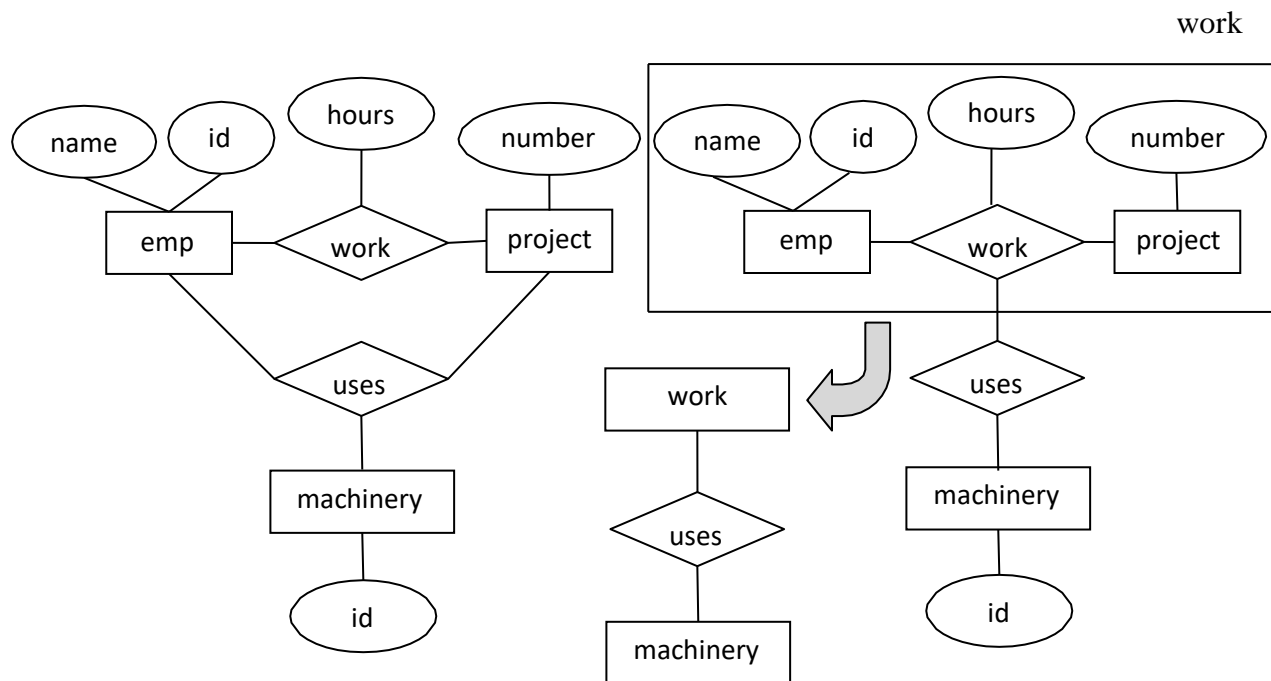 work
name
id
hours
number
emp
work
project
uses
machinery
id
name
id
hours
number
emp
work
project
uses
machinery
id
work
uses
machinery